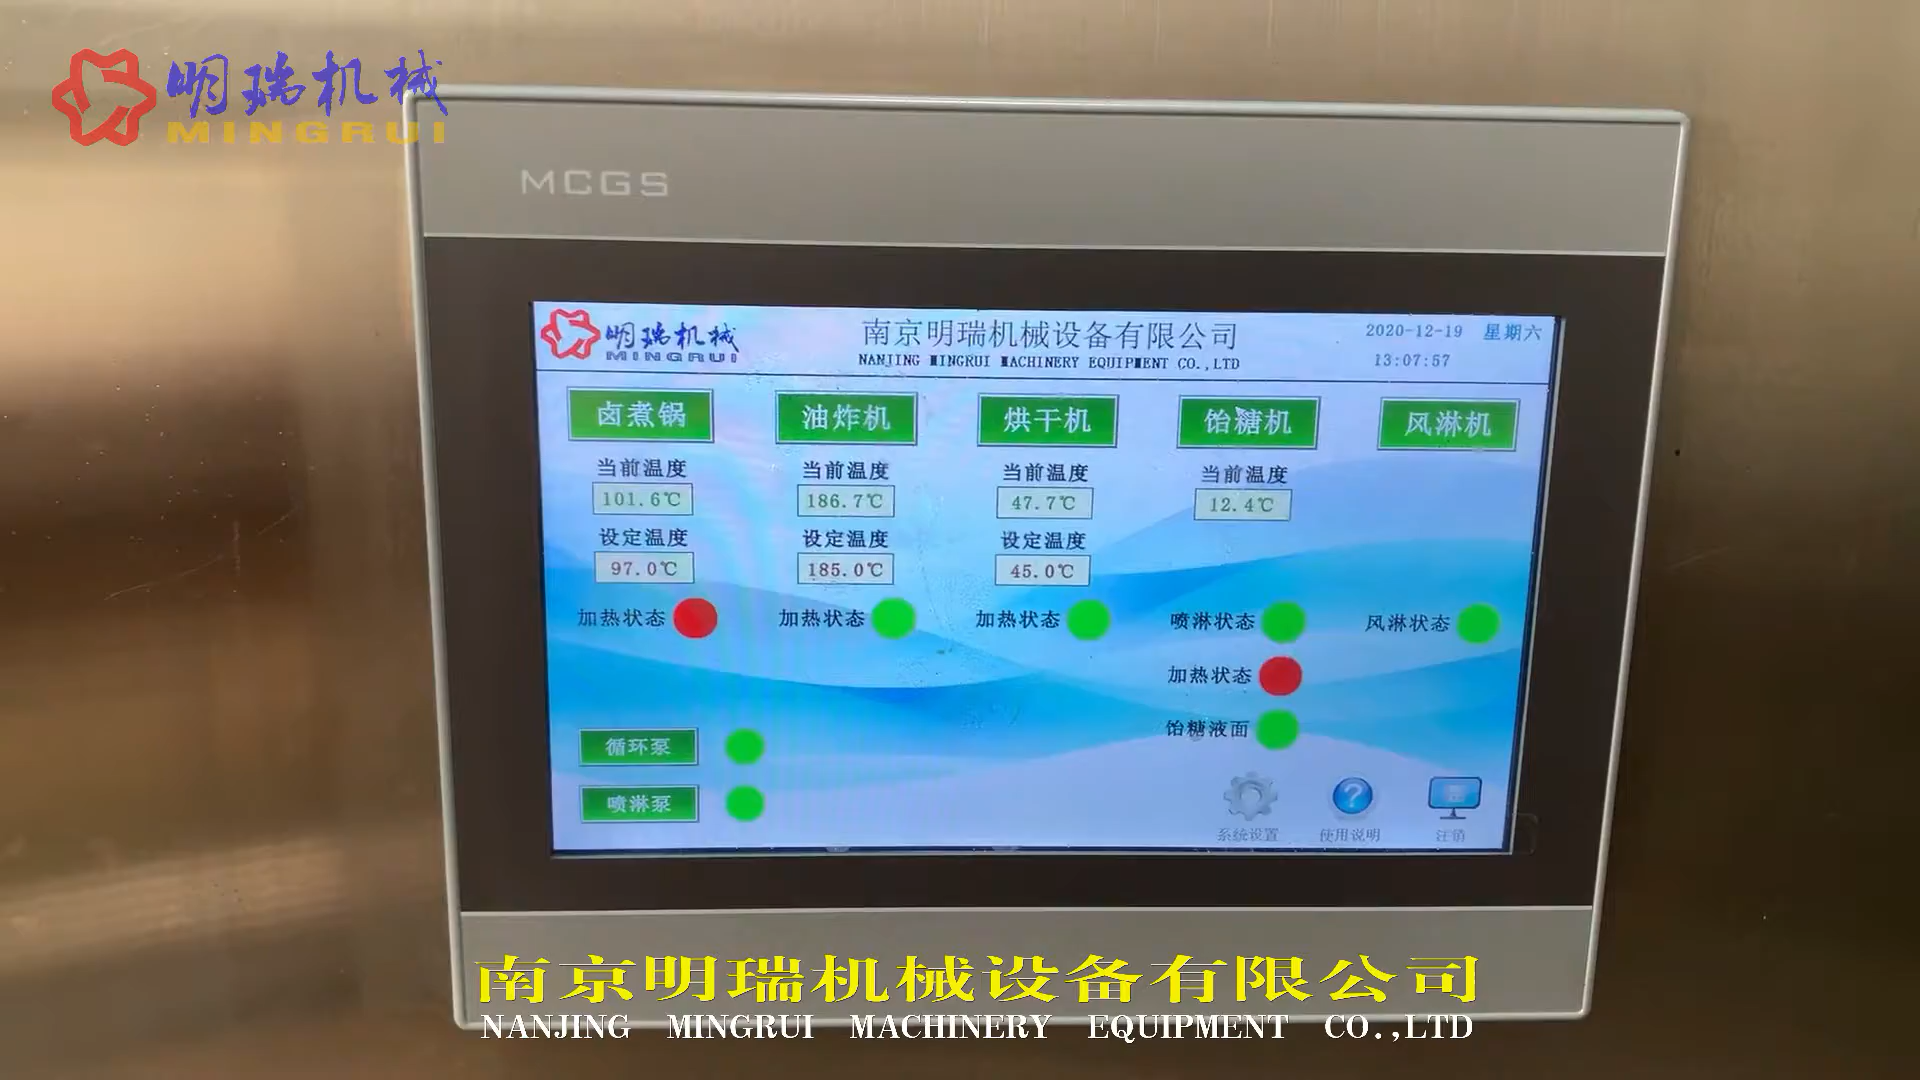 明瑞机械
MINGRUI
MCGS
明瑞机械
MINGRUI
南京明瑞机械设备有限公司
NANJING MINGRUI MACHINERY EQUIPMENT CO.,LTD
2020-12-19 星期六
13:07:57
卤煮锅 油炸机 烘干机 饴糖机 风淋机
当前温度 当前温度 当前温度 当前温度
101.6℃ 186.7℃ 47.7℃ 12.4℃
设定温度 设定温度 设定温度
97.0℃ 185.0℃ 45.0℃
加热状态 加热状态 加热状态 喷淋状态 风淋状态
加热状态
饴糖液面
循环泵
喷淋泵
系统设置 使用说明 注销
南京明瑞机械设备有限公司
NANJING MINGRUI MACHINERY EQUIPMENT CO.,LTD